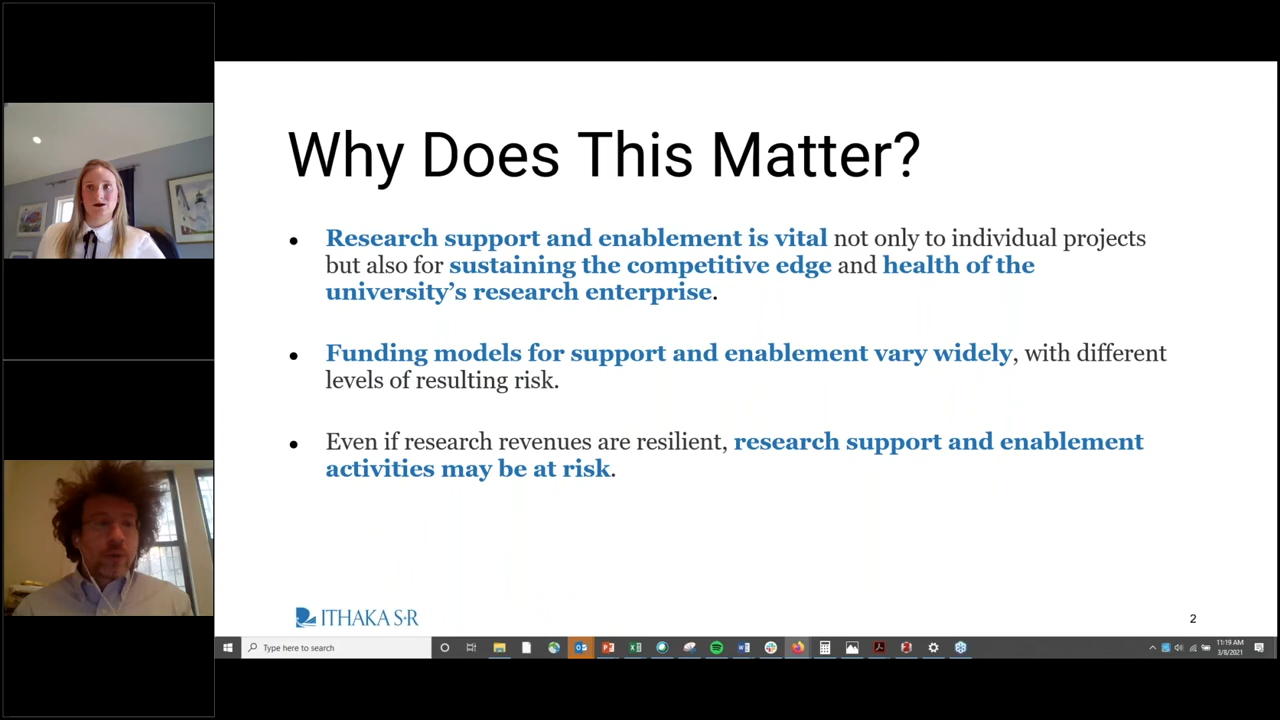 Why Does This Matter?
● Research support and enablement is vital not only to individual projects
but also for sustaining the competitive edge and health of the
university’s research enterprise.
● Funding models for support and enablement vary widely, with different
levels of resulting risk.
● Even if research revenues are resilient, research support and enablement
activities may be at risk.
ITHAKA S·R
2
Type here to search
11:19 AM
3/8/2021